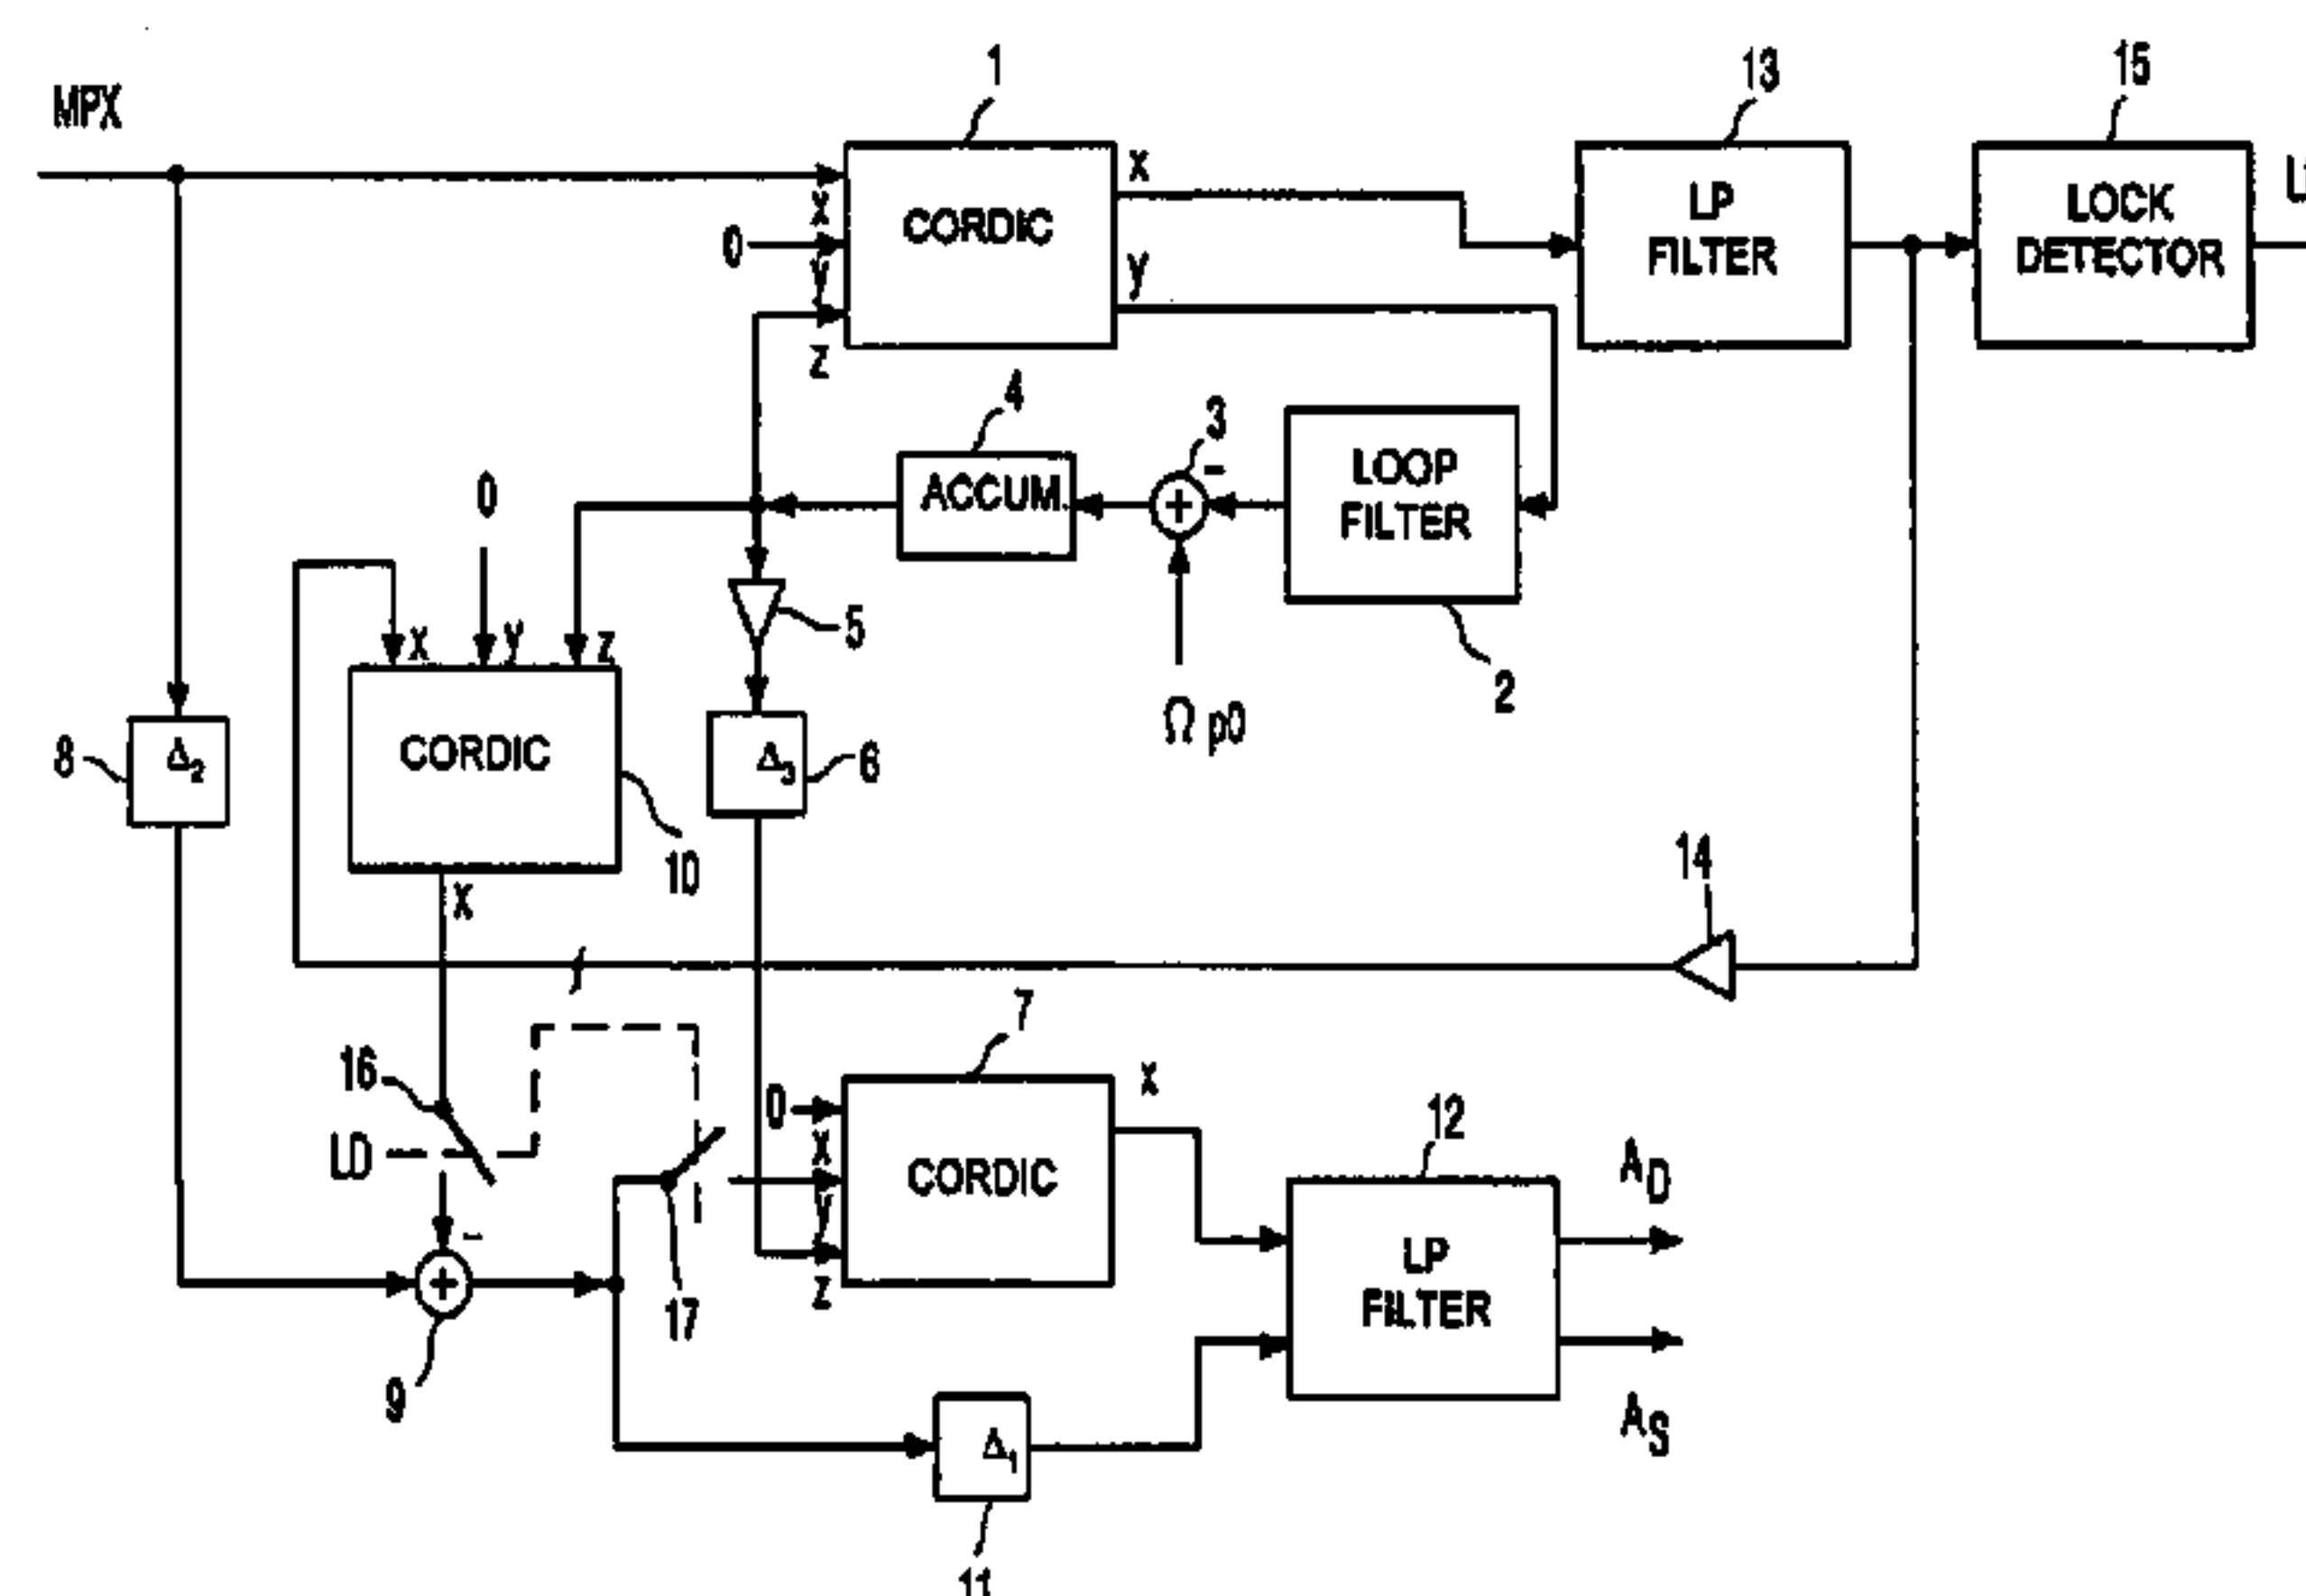 MPX
1
13
15
x
CORDIC
x
0
y
y
z
LP
FILTER
LOCK
DETECTOR
4
3
-
ACCUM.
+
LOOP
FILTER
0
5
2
Ω p0
x
y
z
8
Δ2
CORDIC
Δ3
6
10
x
14
7
16
LD
0
x
x
CORDIC
y
z
12
AD
LP
FILTER
AS
-
+
17
9
Δ1
11